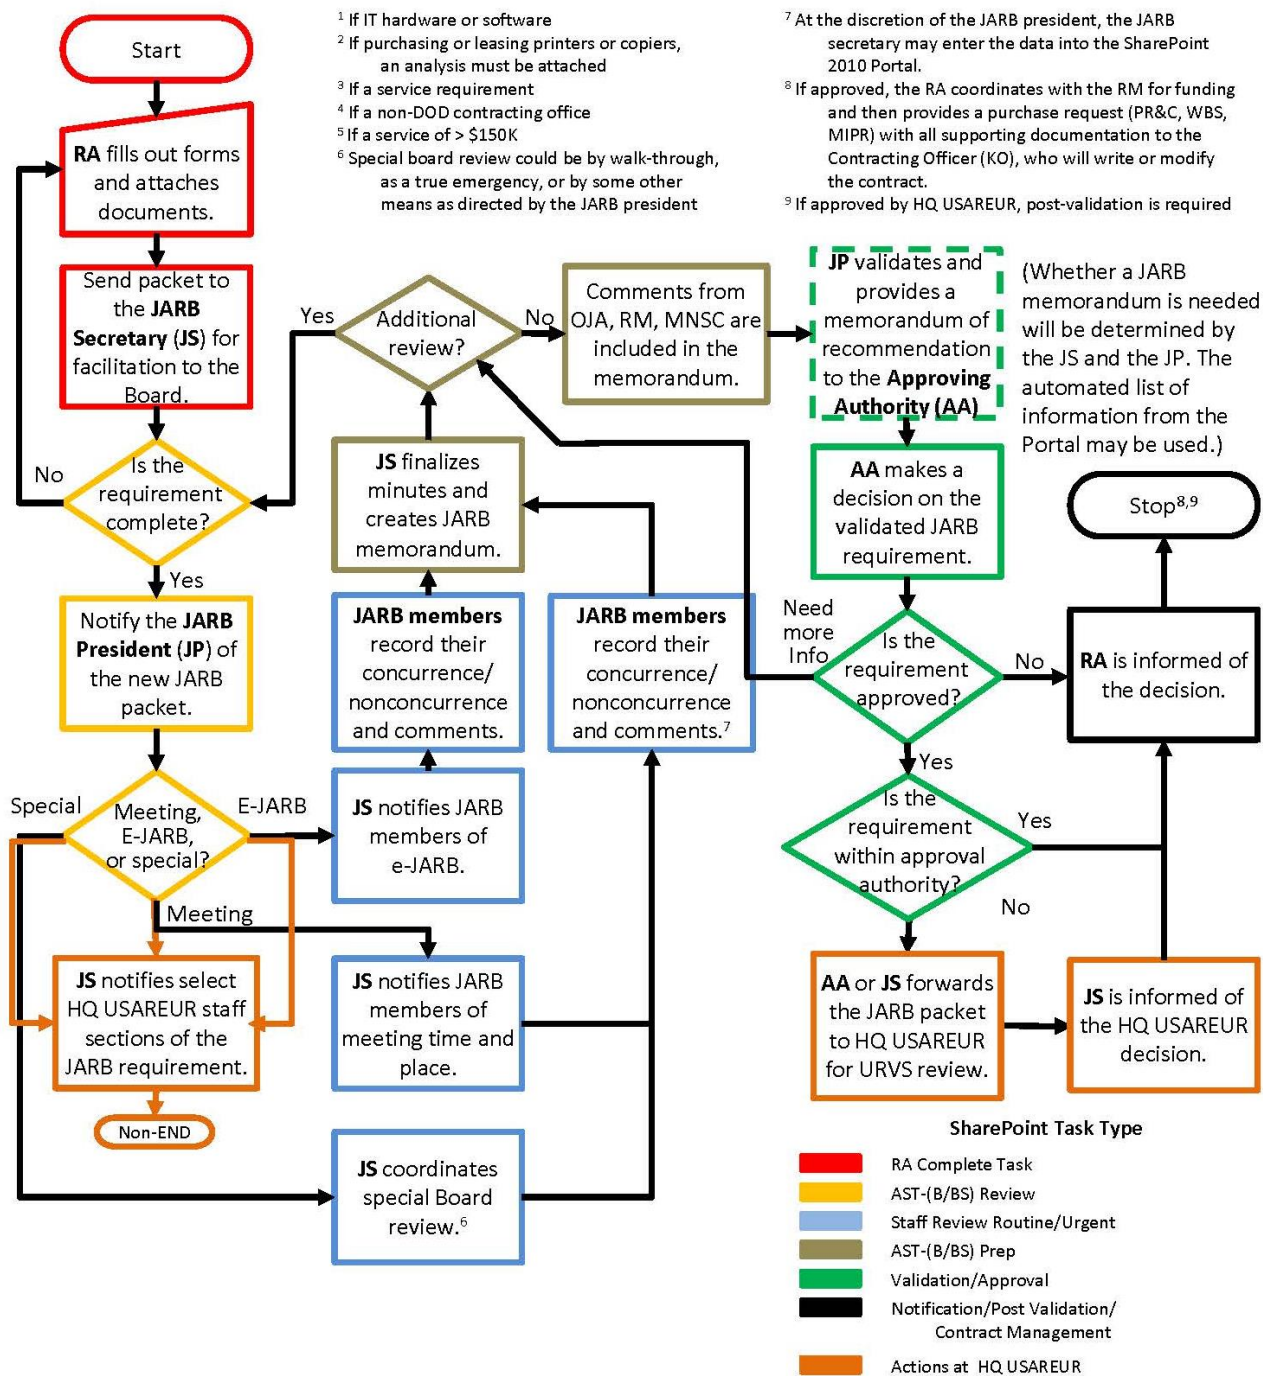 Start
¹ If IT hardware or software
² If purchasing or leasing printers or copiers,
an analysis must be attached
³ If a service requirement
⁴ If a non-DOD contracting office
⁵ If a service of > $150K
⁶ Special board review could be by walk-through,
as a true emergency, or by some other
means as directed by the JARB president
⁷ At the discretion of the JARB president, the JARB
secretary may enter the data into the SharePoint
2010 Portal.
⁸ If approved, the RA coordinates with the RM for funding
and then provides a purchase request (PR&C, WBS,
MIPR) with all supporting documentation to the
Contracting Officer (KO), who will write or modify
the contract.
⁹ If approved by HQ USAREUR, post-validation is required
RA fills out forms
and attaches
documents.
Send packet to
the JARB
Secretary (JS) for
facilitation to the
Board.
No
Is the
requirement
complete?
Yes
Notify the JARB
President (JP) of
the new JARB
packet.
Special
Meeting,
E-JARB,
or special?
E-JARB
Meeting
JS notifies select
HQ USAREUR staff
sections of the
JARB requirement.
Non-END
Yes
Additional
review?
No
Comments from
OJA, RM, MNSC are
included in the
memorandum.
JS finalizes
minutes and
creates JARB
memorandum.
JARB members
record their
concurrence/
nonconcurrence
and comments.
JARB members
record their
concurrence/
nonconcurrence
and comments.⁷
JS notifies JARB
members of
e-JARB.
JS notifies JARB
members of
meeting time and
place.
JS coordinates
special Board
review.⁶
JP validates and
provides a
memorandum of
recommendation
to the Approving
Authority (AA)
(Whether a JARB
memorandum is needed
will be determined by
the JS and the JP. The
automated list of
information from the
Portal may be used.)
AA makes a
decision on the
validated JARB
requirement.
Stop⁸,⁹
Need
more
Info
Is the
requirement
approved?
No
RA is informed of
the decision.
Yes
Is the
requirement
within approval
authority?
Yes
No
AA or JS forwards
the JARB packet
to HQ USAREUR
for URVS review.
JS is informed of
the HQ USAREUR
decision.
SharePoint Task Type
RA Complete Task
AST-(B/BS) Review
Staff Review Routine/Urgent
AST-(B/BS) Prep
Validation/Approval
Notification/Post Validation/
Contract Management
Actions at HQ USAREUR